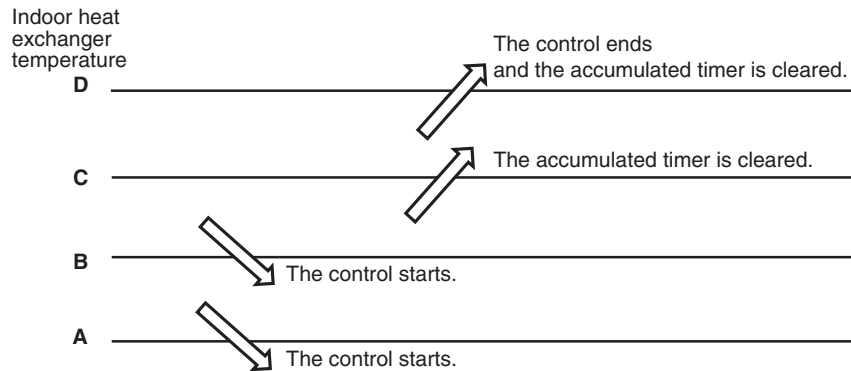 Indoor heat
exchanger
temperature
The control ends
and the accumulated timer is cleared.
D
The accumulated timer is cleared.
C
B
The control starts.
A
The control starts.